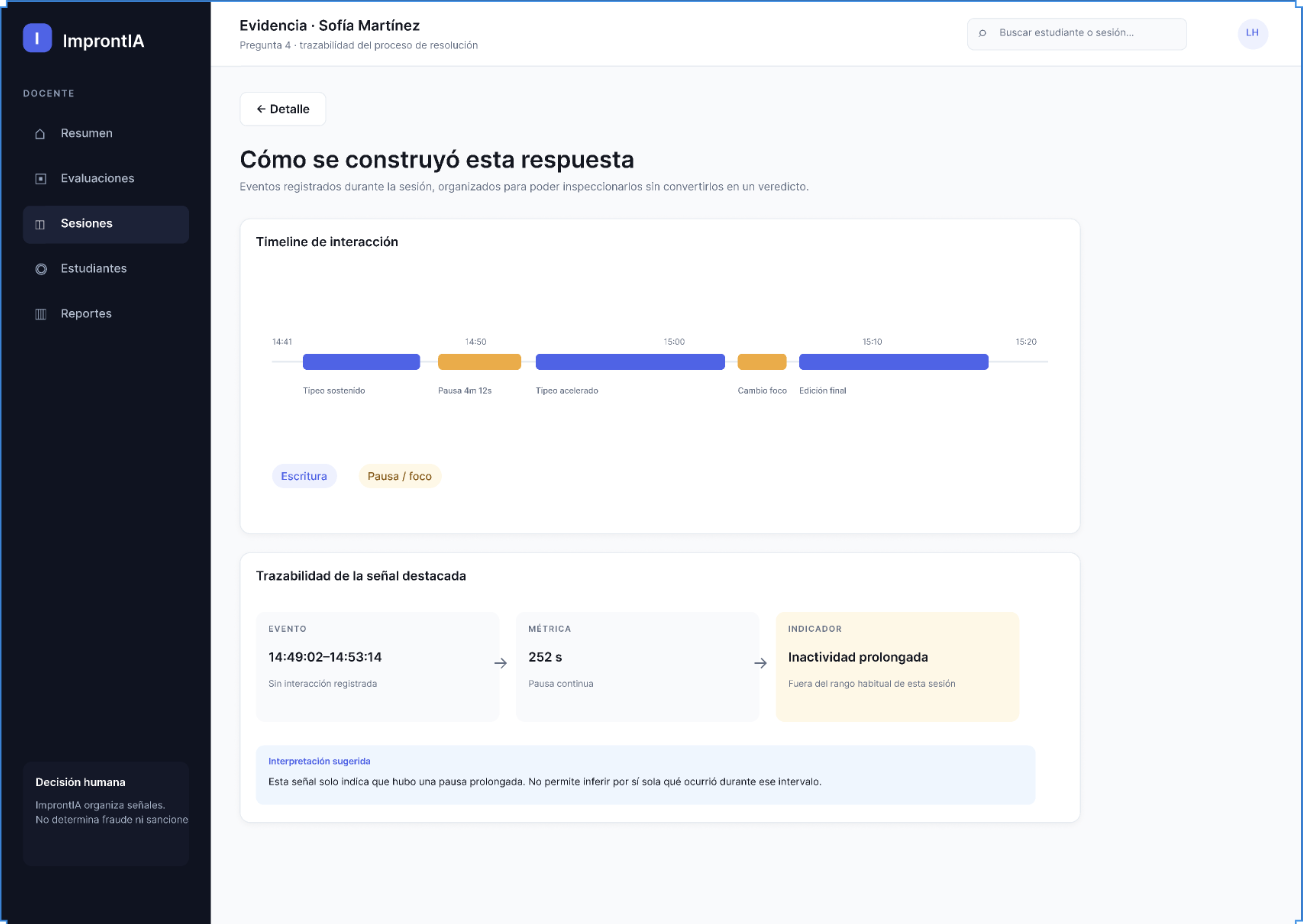 I ImprontIA
DOCENTE
Resumen
Evaluaciones
Sesiones
Estudiantes
Reportes
Decisión humana
ImprontIA organiza señales.
No determina fraude ni sancione
Evidencia · Sofía Martínez
Pregunta 4 · trazabilidad del proceso de resolución
Buscar estudiante o sesión...
LH
← Detalle
Cómo se construyó esta respuesta
Eventos registrados durante la sesión, organizados para poder inspeccionarlos sin convertirlos en un veredicto.
Timeline de interacción
14:41 14:50 15:00 15:10 15:20
Tipeo sostenido Pausa 4m 12s Tipeo acelerado Cambio foco Edición final
Escritura Pausa / foco
Trazabilidad de la señal destacada
EVENTO
14:49:02–14:53:14
Sin interacción registrada
→
MÉTRICA
252 s
Pausa continua
→
INDICADOR
Inactividad prolongada
Fuera del rango habitual de esta sesión
Interpretación sugerida
Esta señal solo indica que hubo una pausa prolongada. No permite inferir por sí sola qué ocurrió durante ese intervalo.